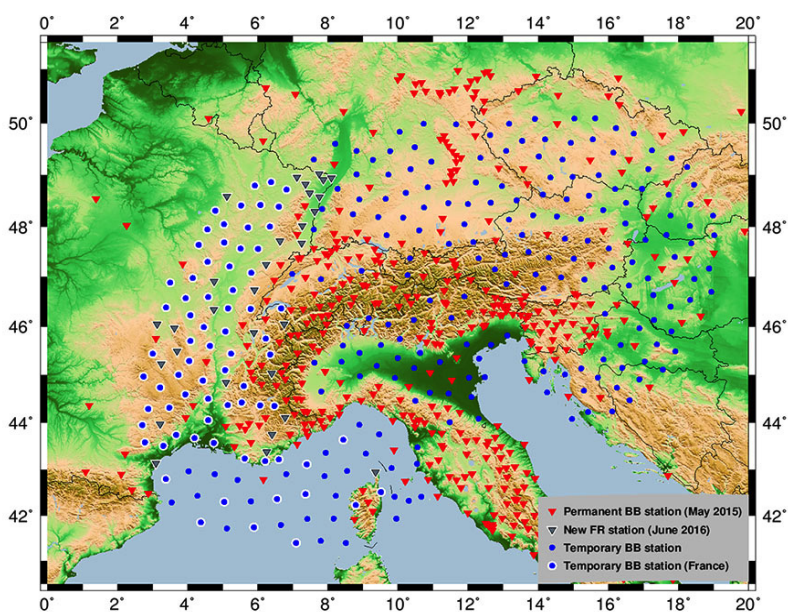 0° 2° 4° 6° 8° 10° 12° 14° 16° 18° 20°
50° 50°
48° 48°
46° 46°
44° 44°
42° 42°
Permanent BB station (May 2015)
New FR station (June 2016)
Temporary BB station
Temporary BB station (France)
0° 2° 4° 6° 8° 10° 12° 14° 16° 18° 20°